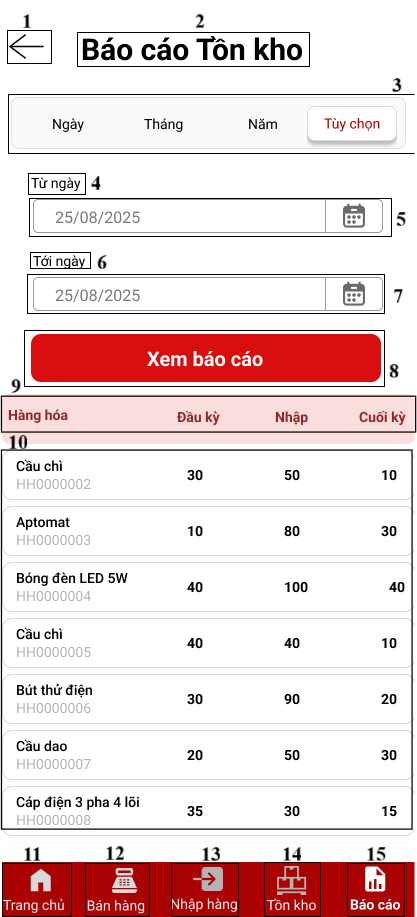 1
2
Báo cáo Tồn kho
3
Ngày Tháng Năm Tùy chọn
Từ ngày 4
25/08/2025 5
Tới ngày 6
25/08/2025 7
Xem báo cáo 8
9
Hàng hóa Đầu kỳ Nhập Cuối kỳ
10
Cầu chì 30 50 10
HH0000002
Aptomat 10 80 30
HH0000003
Bóng đèn LED 5W 40 100 40
HH0000004
Cầu chì 40 40 10
HH0000005
Bút thử điện 30 90 20
HH0000006
Cầu dao 20 50 30
HH0000007
Cáp điện 3 pha 4 lõi 35 30 15
HH0000008
11 12 13 14 15
Trang chủ Bán hàng Nhập hàng Tồn kho Báo cáo